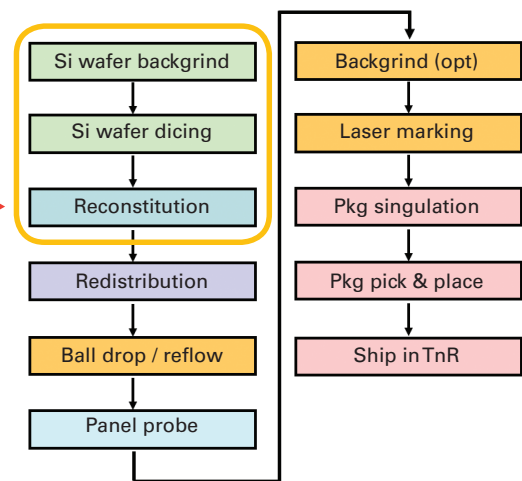 Si wafer backgrind
Si wafer dicing
Reconstitution
Redistribution
Ball drop / reflow
Panel probe
Backgrind (opt)
Laser marking
Pkg singulation
Pkg pick & place
Ship in TnR